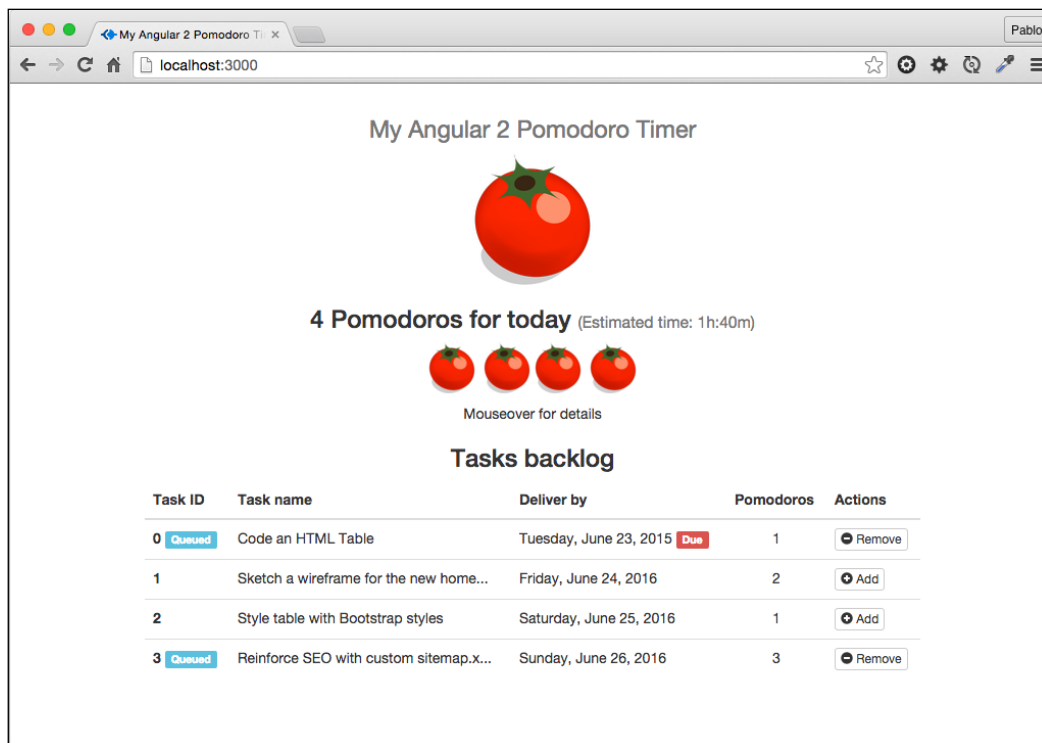 My Angular 2 Pomodoro Ti
Pablo
localhost:3000
My Angular 2 Pomodoro Timer
4 Pomodoros for today (Estimated time: 1h:40m)
Mouseover for details
Tasks backlog
Task ID Task name Deliver by Pomodoros Actions
0 Queued Code an HTML Table Tuesday, June 23, 2015 Due 1 Remove
1 Sketch a wireframe for the new home... Friday, June 24, 2016 2 Add
2 Style table with Bootstrap styles Saturday, June 25, 2016 1 Add
3 Queued Reinforce SEO with custom sitemap.x... Sunday, June 26, 2016 3 Remove